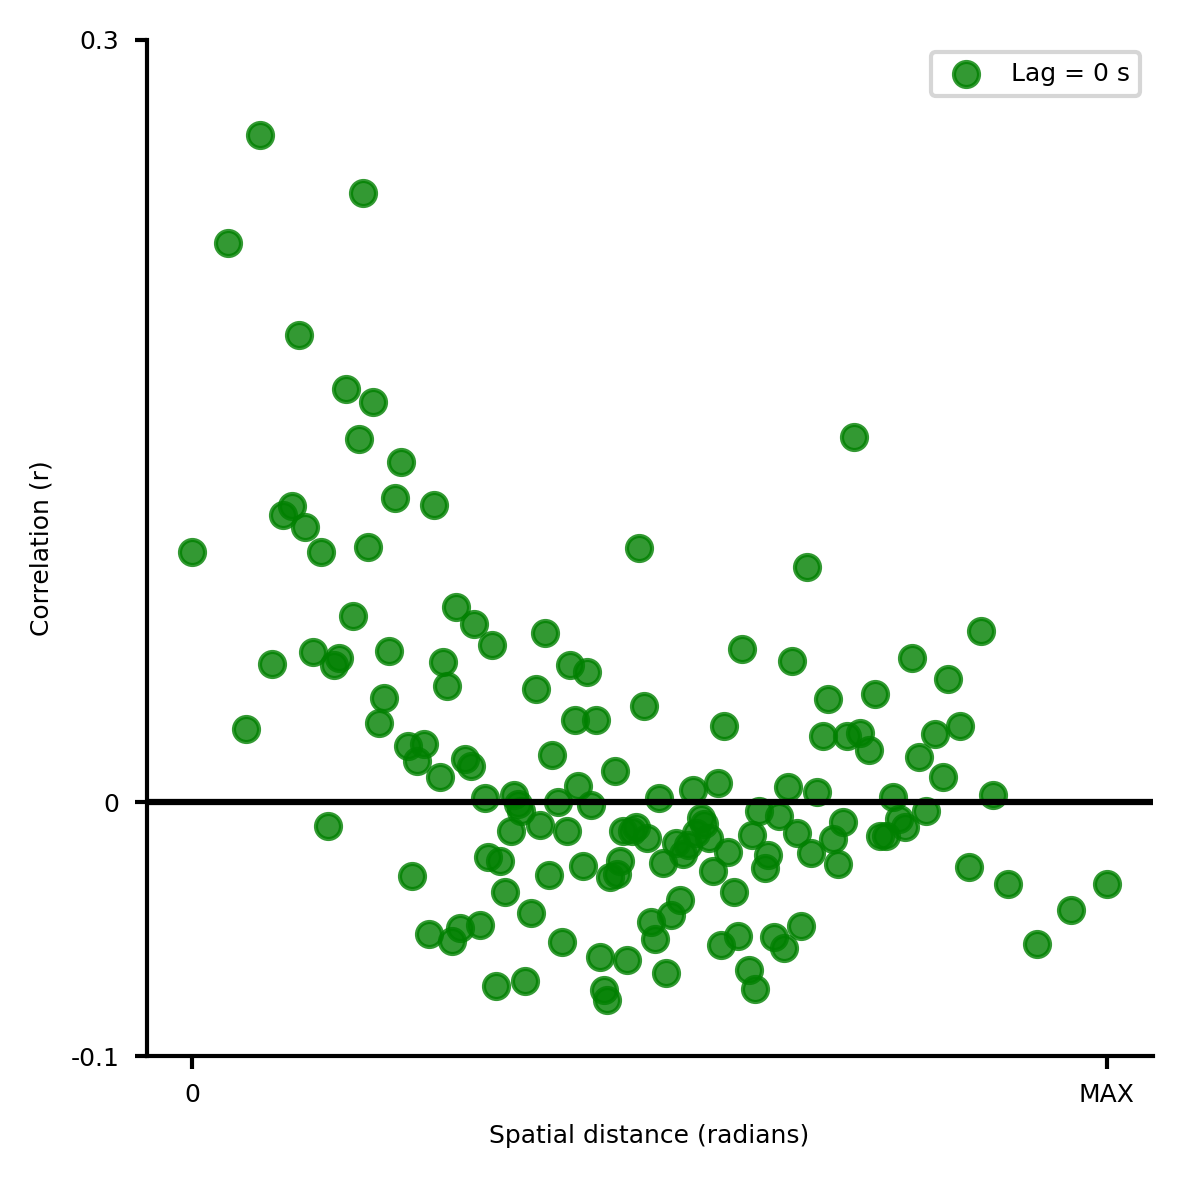 0.3
Lag = 0 s
Correlation (r)
0
-0.1
0
MAX
Spatial distance (radians)